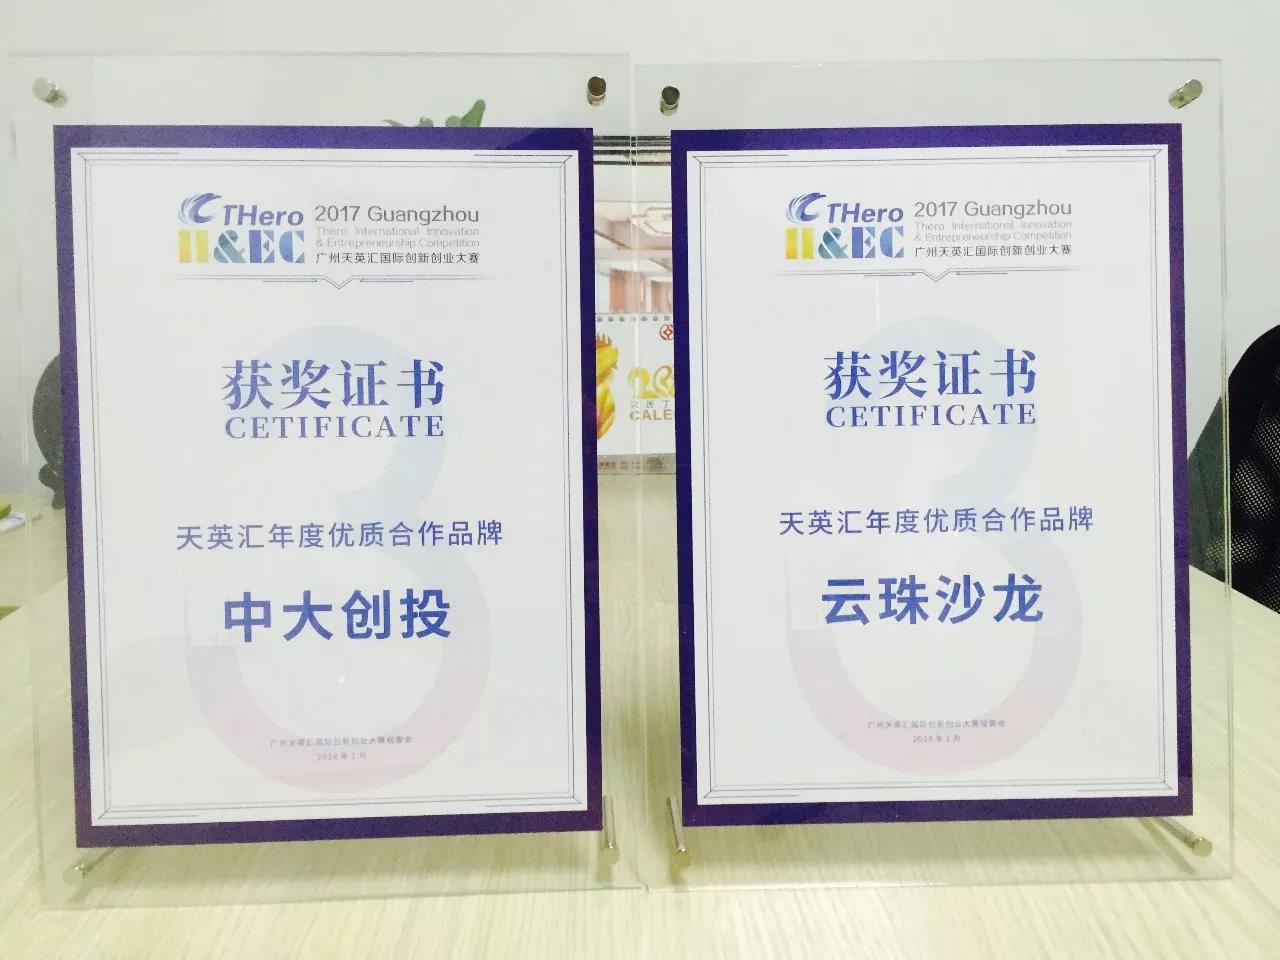 THero
II&EC
2017 Guangzhou
Thero International Innovation
& Entrepreneurship Competition
广州天英汇国际创新创业大赛
获奖证书
CETIFICATE
天英汇年度优质合作品牌
中大创投
广州天英汇国际创新创业大赛组委会
2018年1月
THero
II&EC
2017 Guangzhou
Thero International Innovation
& Entrepreneurship Competition
广州天英汇国际创新创业大赛
获奖证书
CETIFICATE
天英汇年度优质合作品牌
云珠沙龙
广州天英汇国际创新创业大赛组委会
2018年1月
CALE